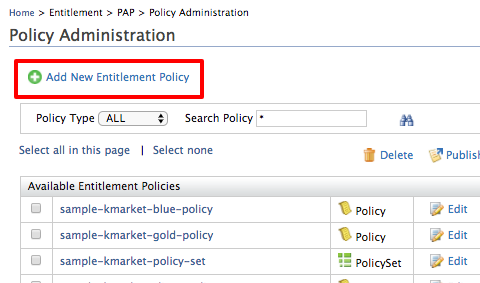 Home > Entitlement > PAP > Policy Administration
Policy Administration
Add New Entitlement Policy
Policy Type ALL Search Policy *
Select all in this page | Select none
Delete Publish
Available Entitlement Policies
sample-kmarket-blue-policy Policy Edit
sample-kmarket-gold-policy Policy Edit
sample-kmarket-policy-set PolicySet Edit